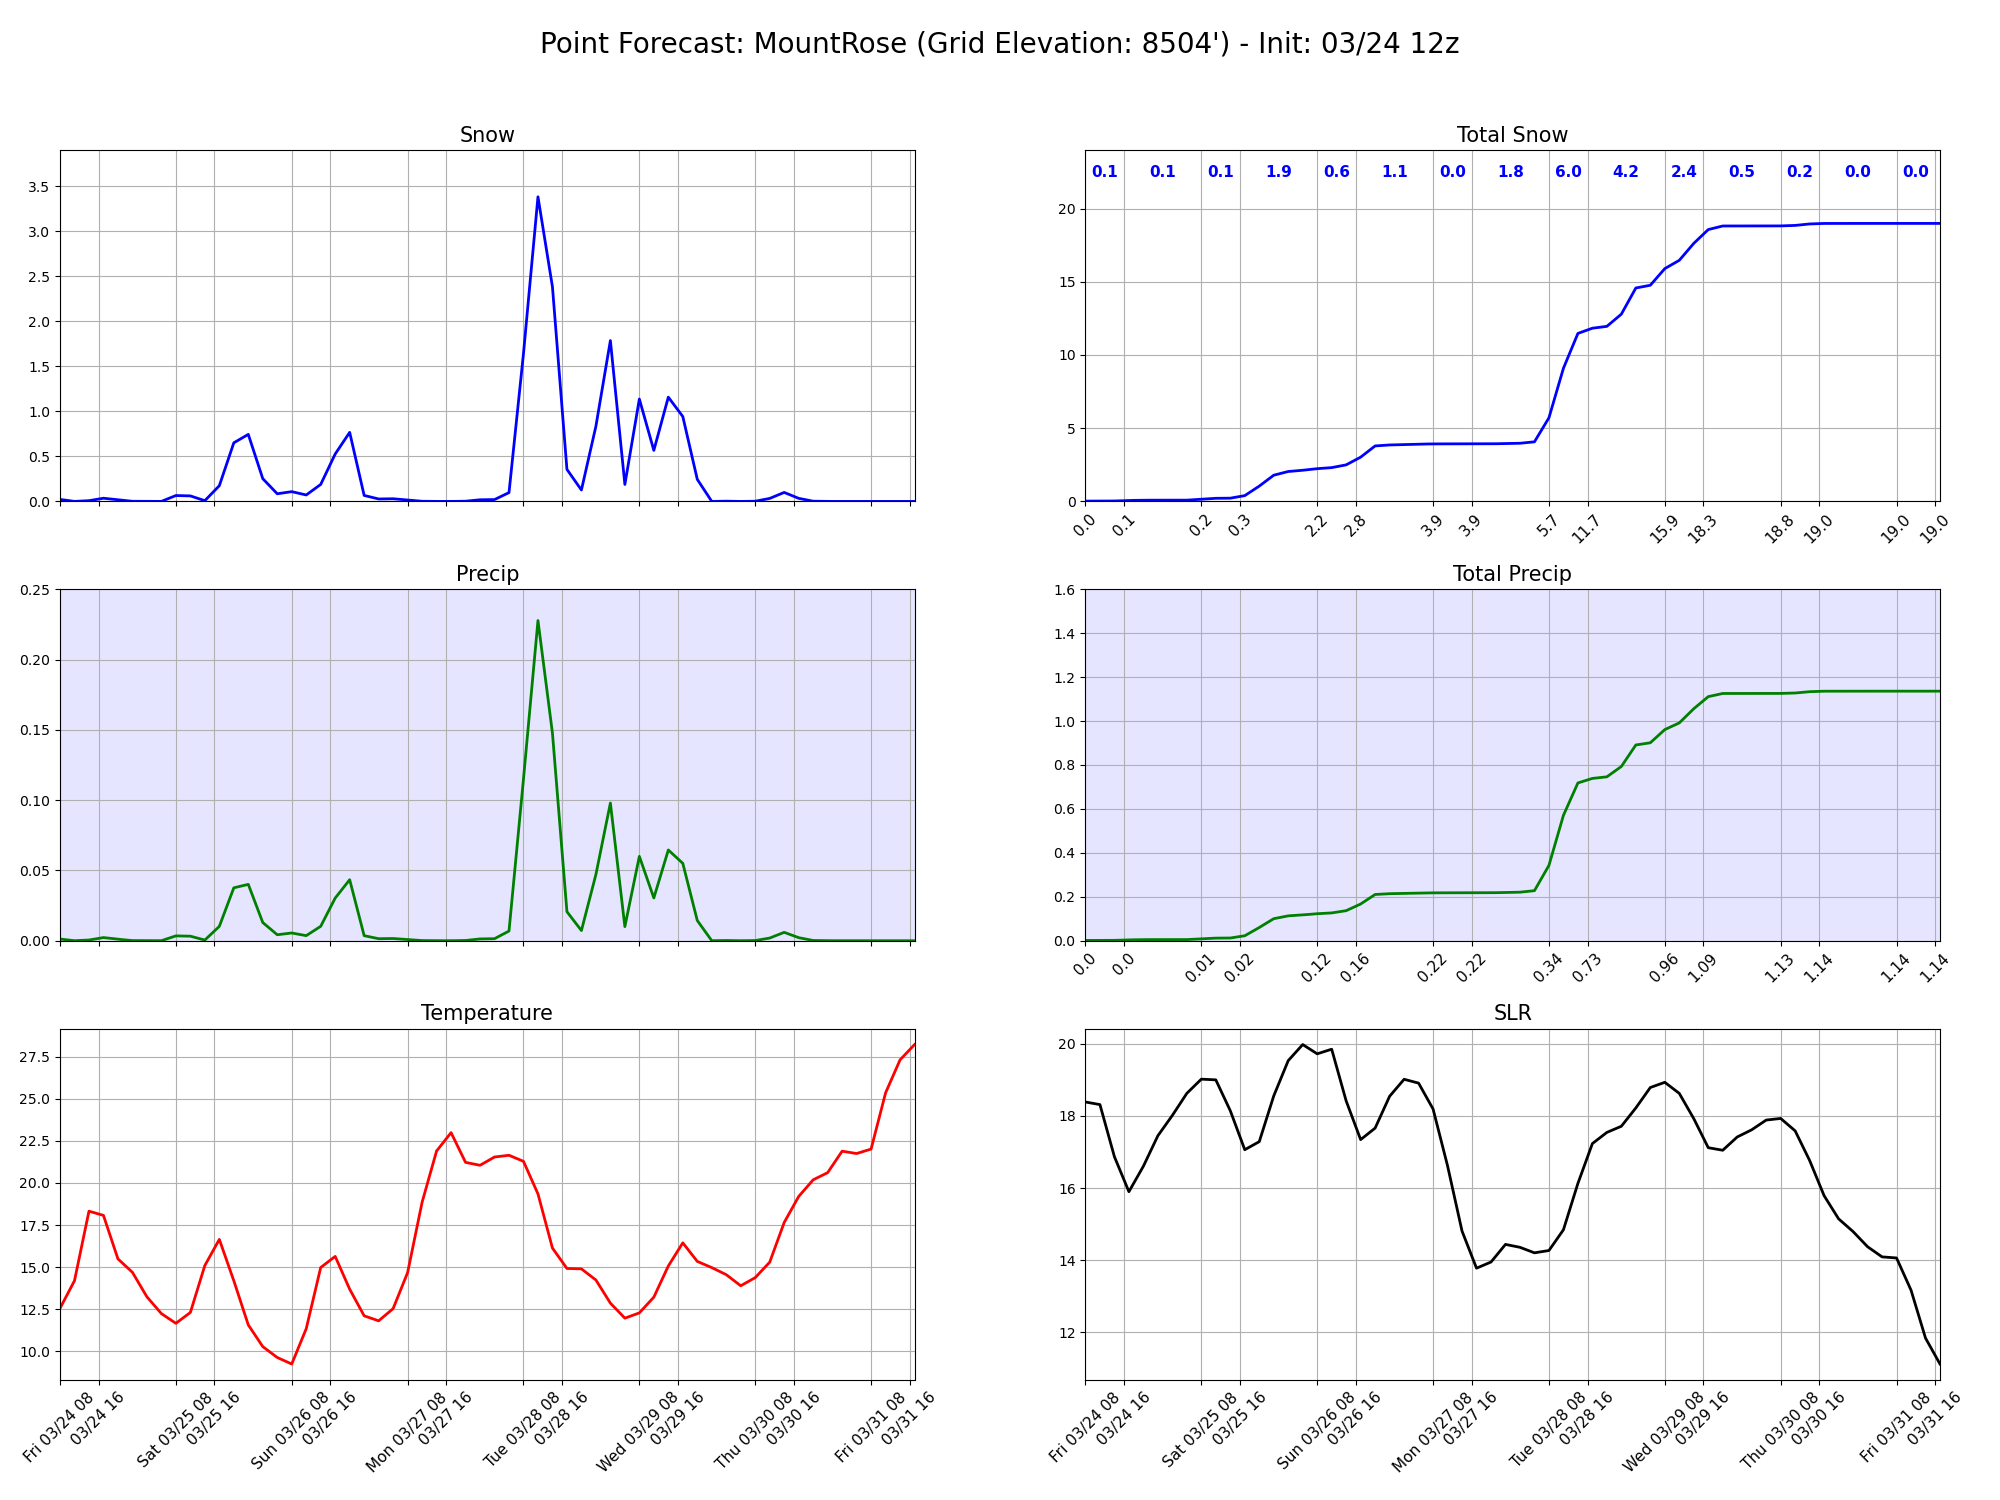 Point Forecast: MountRose (Grid Elevation: 8504') - Init: 03/24 12z
Snow
3.5
3.0
2.5
2.0
1.5
1.0
0.5
0.0
Total Snow
0.1 0.1 0.1 1.9 0.6 1.1 0.0 1.8 6.0 4.2 2.4 0.5 0.2 0.0 0.0
20
15
10
5
0
0.0 0.1 0.2 0.3 2.2 2.8 3.9 3.9 5.7 11.7 15.9 18.3 18.8 19.0 19.0 19.0
Precip
0.25
0.20
0.15
0.10
0.05
0.00
Total Precip
1.6
1.4
1.2
1.0
0.8
0.6
0.4
0.2
0.0
0.0 0.0 0.01 0.02 0.12 0.16 0.22 0.22 0.34 0.73 0.96 1.09 1.13 1.14 1.14 1.14
Temperature
27.5
25.0
22.5
20.0
17.5
15.0
12.5
10.0
Fri 03/24 08
03/24 16
Sat 03/25 08
03/25 16
Sun 03/26 08
03/26 16
Mon 03/27 08
03/27 16
Tue 03/28 08
03/28 16
Wed 03/29 08
03/29 16
Thu 03/30 08
03/30 16
Fri 03/31 08
03/31 16
SLR
20
18
16
14
12
Fri 03/24 08
03/24 16
Sat 03/25 08
03/25 16
Sun 03/26 08
03/26 16
Mon 03/27 08
03/27 16
Tue 03/28 08
03/28 16
Wed 03/29 08
03/29 16
Thu 03/30 08
03/30 16
Fri 03/31 08
03/31 16